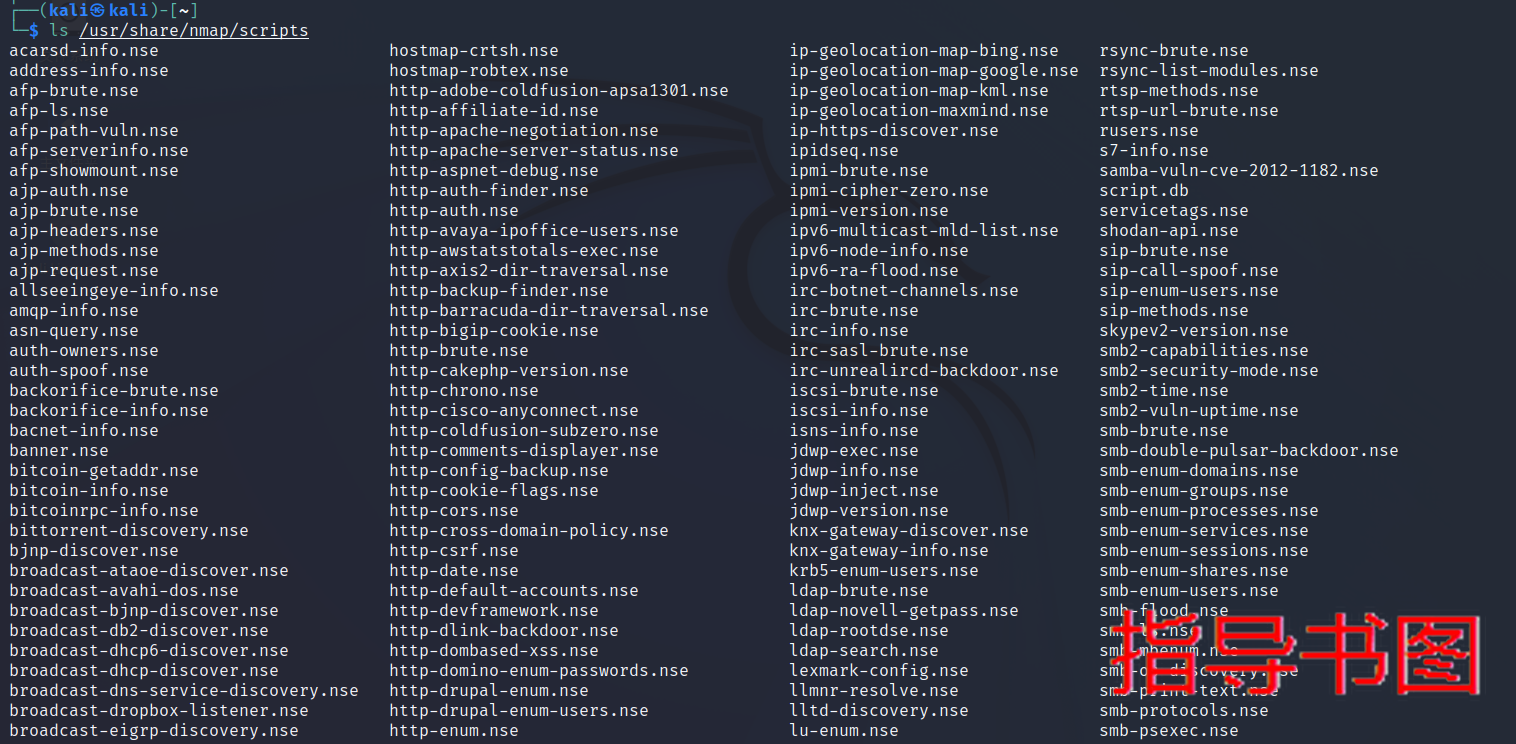 (kali㉿kali)-[~]
$ ls /usr/share/nmap/scripts
acarsd-info.nse hostmap-crtsh.nse ip-geolocation-map-bing.nse rsync-brute.nse
address-info.nse hostmap-robtex.nse ip-geolocation-map-google.nse rsync-list-modules.nse
afp-brute.nse http-adobe-coldfusion-apsa1301.nse ip-geolocation-map-kml.nse rtsp-methods.nse
afp-ls.nse http-affiliate-id.nse ip-geolocation-maxmind.nse rtsp-url-brute.nse
afp-path-vuln.nse http-apache-negotiation.nse ip-https-discover.nse rusers.nse
afp-serverinfo.nse http-apache-server-status.nse ipidseq.nse s7-info.nse
afp-showmount.nse http-aspnet-debug.nse ipmi-brute.nse samba-vuln-cve-2012-1182.nse
ajp-auth.nse http-auth-finder.nse ipmi-cipher-zero.nse script.db
ajp-brute.nse http-auth.nse ipmi-version.nse servicetags.nse
ajp-headers.nse http-avaya-ipoffice-users.nse ipv6-multicast-mld-list.nse shodan-api.nse
ajp-methods.nse http-awstatstotals-exec.nse ipv6-node-info.nse sip-brute.nse
ajp-request.nse http-axis2-dir-traversal.nse ipv6-ra-flood.nse sip-call-spoof.nse
allseeingeye-info.nse http-backup-finder.nse irc-botnet-channels.nse sip-enum-users.nse
amqp-info.nse http-barracuda-dir-traversal.nse irc-brute.nse sip-methods.nse
asn-query.nse http-bigip-cookie.nse irc-info.nse skypev2-version.nse
auth-owners.nse http-brute.nse irc-sasl-brute.nse smb2-capabilities.nse
auth-spoof.nse http-cakephp-version.nse irc-unrealircd-backdoor.nse smb2-security-mode.nse
backorifice-brute.nse http-chrono.nse iscsi-brute.nse smb2-time.nse
backorifice-info.nse http-cisco-anyconnect.nse iscsi-info.nse smb2-vuln-uptime.nse
bacnet-info.nse http-coldfusion-subzero.nse isns-info.nse smb-brute.nse
banner.nse http-comments-displayer.nse jdwp-exec.nse smb-double-pulsar-backdoor.nse
bitcoin-getaddr.nse http-config-backup.nse jdwp-info.nse smb-enum-domains.nse
bitcoin-info.nse http-cookie-flags.nse jdwp-inject.nse smb-enum-groups.nse
bitcoinrpc-info.nse http-cors.nse jdwp-version.nse smb-enum-processes.nse
bittorrent-discovery.nse http-cross-domain-policy.nse knx-gateway-discover.nse smb-enum-services.nse
bjnp-discover.nse http-csrf.nse knx-gateway-info.nse smb-enum-sessions.nse
broadcast-ataoe-discover.nse http-date.nse krb5-enum-users.nse smb-enum-shares.nse
broadcast-avahi-dos.nse http-default-accounts.nse ldap-brute.nse smb-enum-users.nse
broadcast-bjnp-discover.nse http-devframework.nse ldap-novell-getpass.nse smb-flood.nse
broadcast-db2-discover.nse http-dlink-backdoor.nse ldap-rootdse.nse smb-ls.nse
broadcast-dhcp6-discover.nse http-dombased-xss.nse ldap-search.nse smb-mbenum.nse
broadcast-dhcp-discover.nse http-domino-enum-passwords.nse lexmark-config.nse smb-os-discovery.nse
broadcast-dns-service-discovery.nse http-drupal-enum.nse llmnr-resolve.nse smb-print-text.nse
broadcast-dropbox-listener.nse http-drupal-enum-users.nse lltd-discovery.nse smb-protocols.nse
broadcast-eigrp-discovery.nse http-enum.nse lu-enum.nse smb-psexec.nse
指导书图